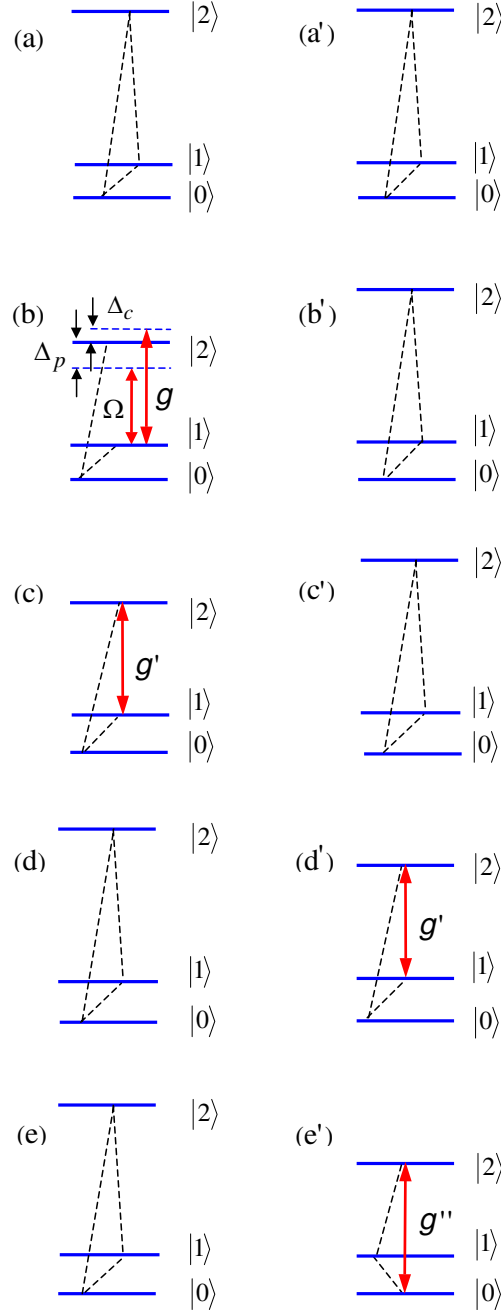 (a) |2⟩ (a') |2⟩
|1⟩ |1⟩
|0⟩ |0⟩
(b) Δc (b') |2⟩
Δp |2⟩
Ω g
|1⟩ |1⟩
|0⟩ |0⟩
(c) |2⟩ (c') |2⟩
g'
|1⟩ |1⟩
|0⟩ |0⟩
(d) |2⟩ (d') |2⟩
g'
|1⟩ |1⟩
|0⟩ |0⟩
(e) |2⟩ (e') |2⟩
g''
|1⟩ |1⟩
|0⟩ |0⟩